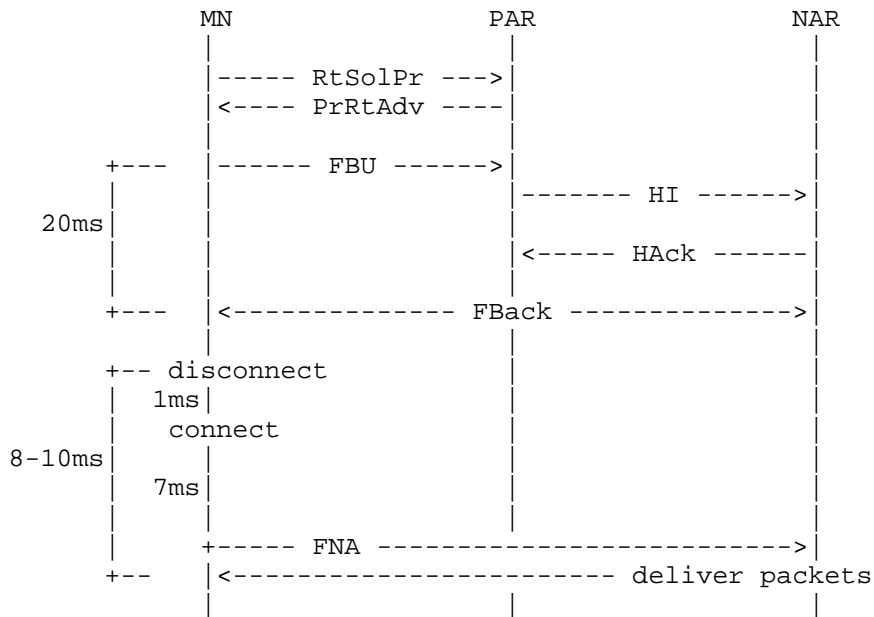 MN PAR NAR
RtSolPr
PrRtAdv
FBU
HI
20ms
HAck
FBack
disconnect
1ms
connect
8-10ms
7ms
FNA
deliver packets